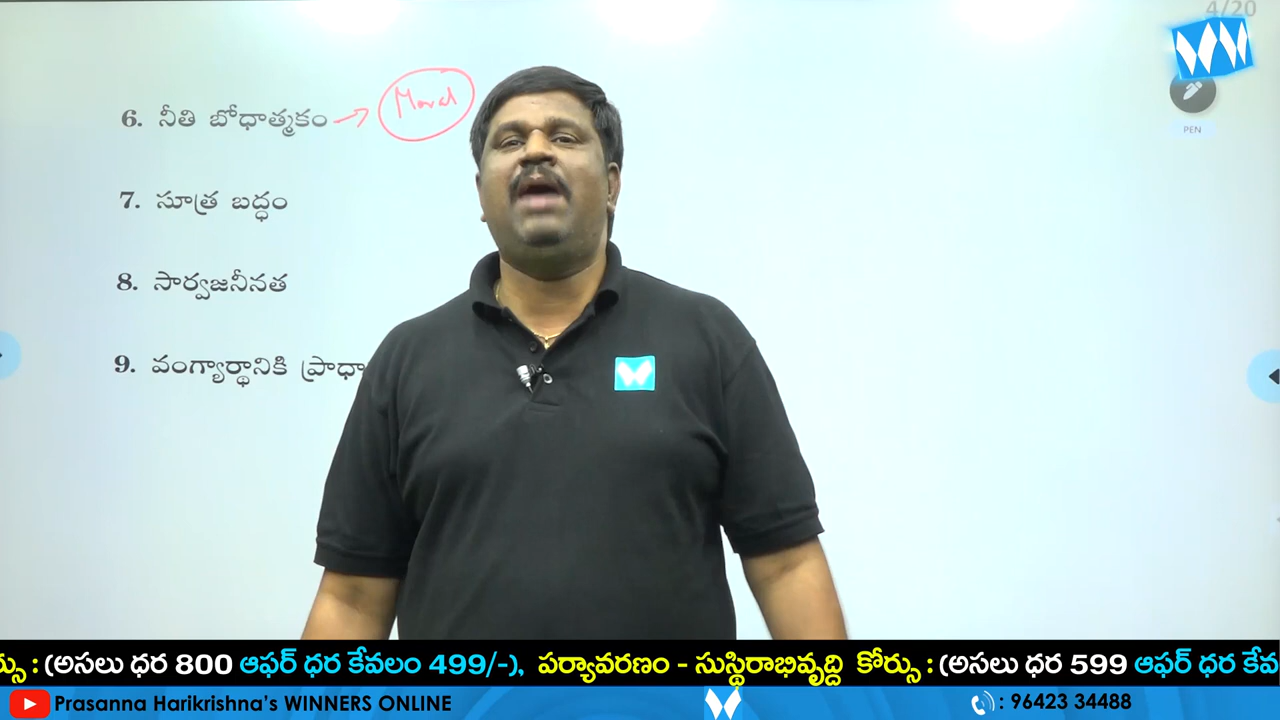 4/20
6. నీతి బోధాత్మకం → Moral
PEN
7. సూత్ర బద్ధం
8. సార్వజనీనత
9. వంగ్యార్థానికి ప్రాధా
ర్సు : (అసలు ధర 800 ఆఫర్ ధర కేవలం 499/-), పర్యావరణం - సుస్థిరాభివృద్ధి కోర్సు : (అసలు ధర 599 ఆఫర్ ధర కేవ
Prasanna Harikrishna's WINNERS ONLINE
: 96423 34488